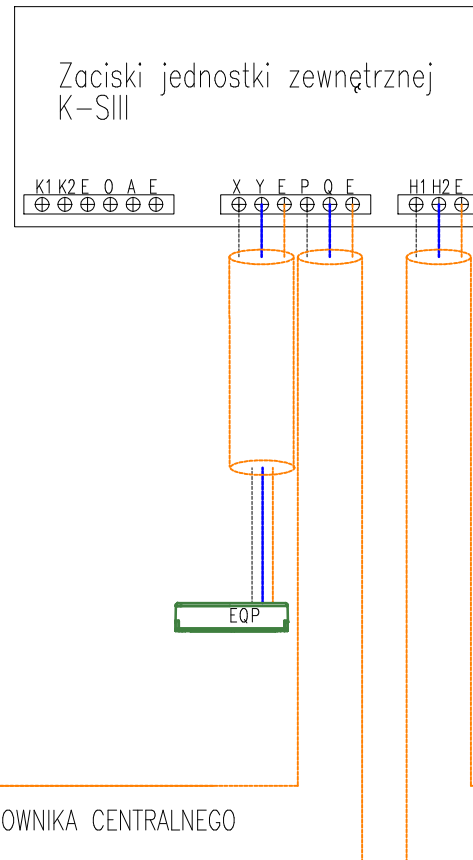 Zaciski jednostki zewnętrznej
K-SIII
K1 K2 E O A E X Y E P Q E H1 H2 E
EQP
OWNIKA CENTRALNEGO